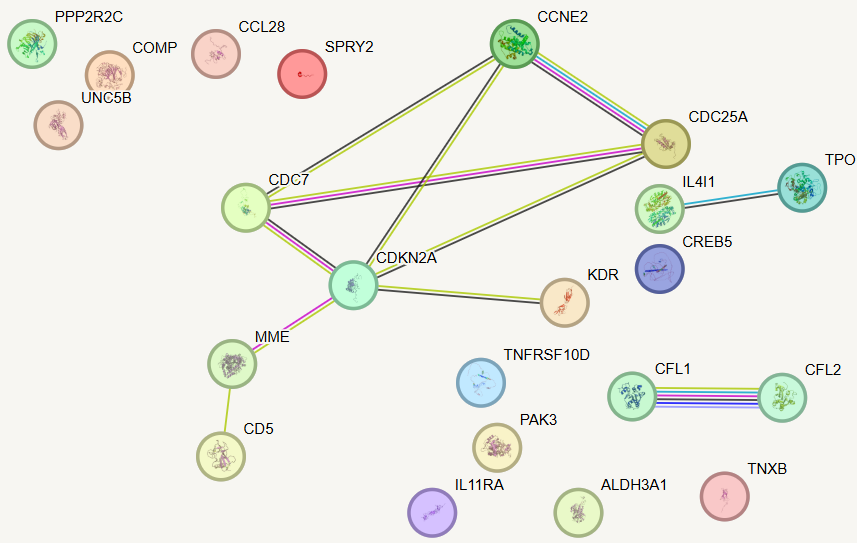 PPP2R2C
CCL28
CCNE2
COMP
SPRY2
UNC5B
CDC25A
TPO
CDC7
IL4I1
CREB5
CDKN2A
KDR
MME
TNFRSF10D
CFL1
CFL2
PAK3
CD5
TNXB
IL11RA
ALDH3A1